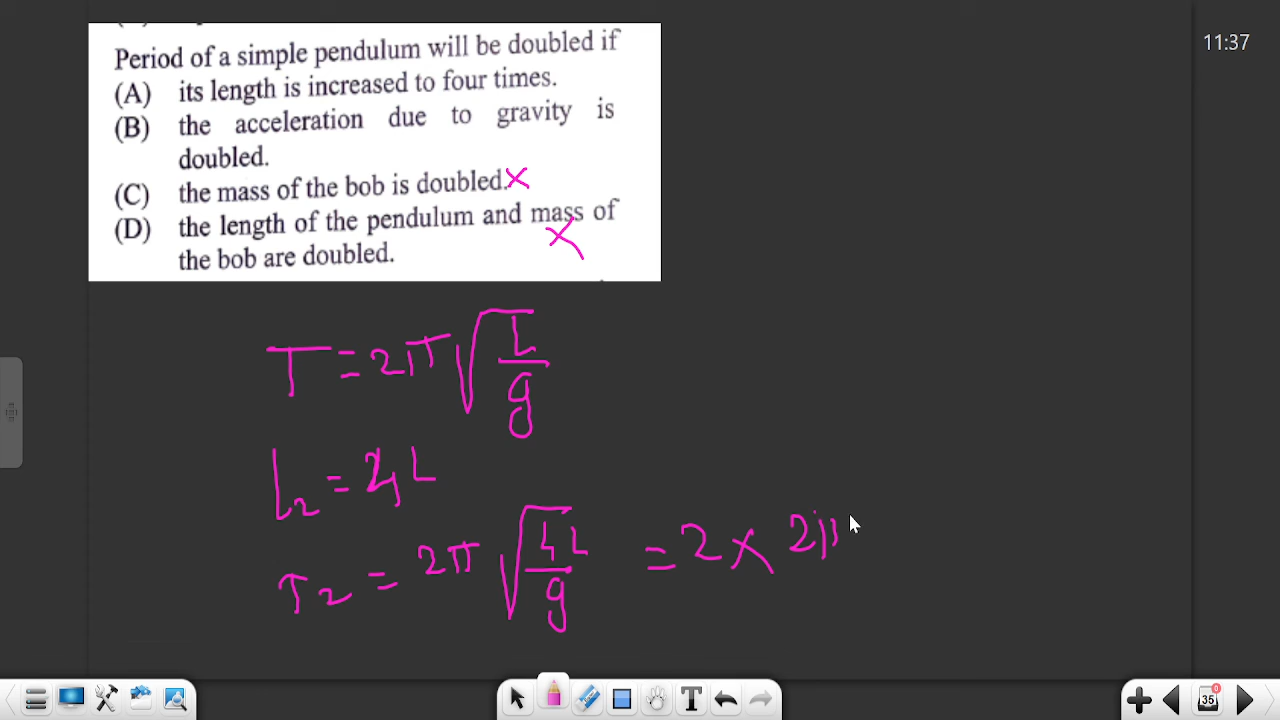 11:37
Period of a simple pendulum will be doubled if
(A) its length is increased to four times.
(B) the acceleration due to gravity is
doubled.
(C) the mass of the bob is doubled. ×
(D) the length of the pendulum and mass of
the bob are doubled. ×
T = 2π √(L/g)
L₂ = 4L
T₂ = 2π √(4L/g) = 2 × 2π
T
35